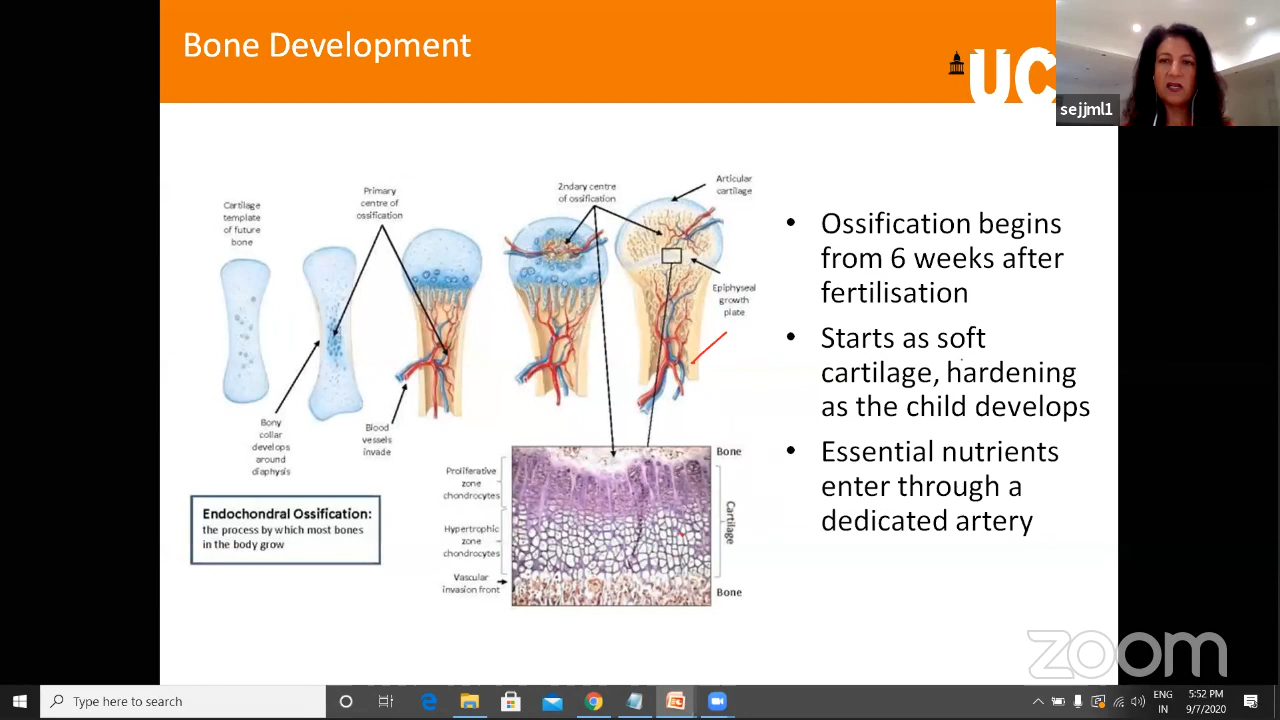 Bone Development
UC
sejjml1
Cartilage
template
of future
bone
Primary
centre of
ossification
2ndary centre
of ossification
Articular
cartilage
Epiphyseal
growth
plate
Bony
collar
develops
around
diaphysis
Blood
vessels
invade
Endochondral Ossification:
the process by which most bones
in the body grow
Proliferative
zone
chondrocytes
Hypertrophic
zone
chondrocytes
Vascular
invasion front
Bone
Cartilage
Bone
• Ossification begins
from 6 weeks after
fertilisation
• Starts as soft
cartilage, hardening
as the child develops
• Essential nutrients
enter through a
dedicated artery
zoom
Type here to search
ENG
IN
5:52 PM
9/7/2020